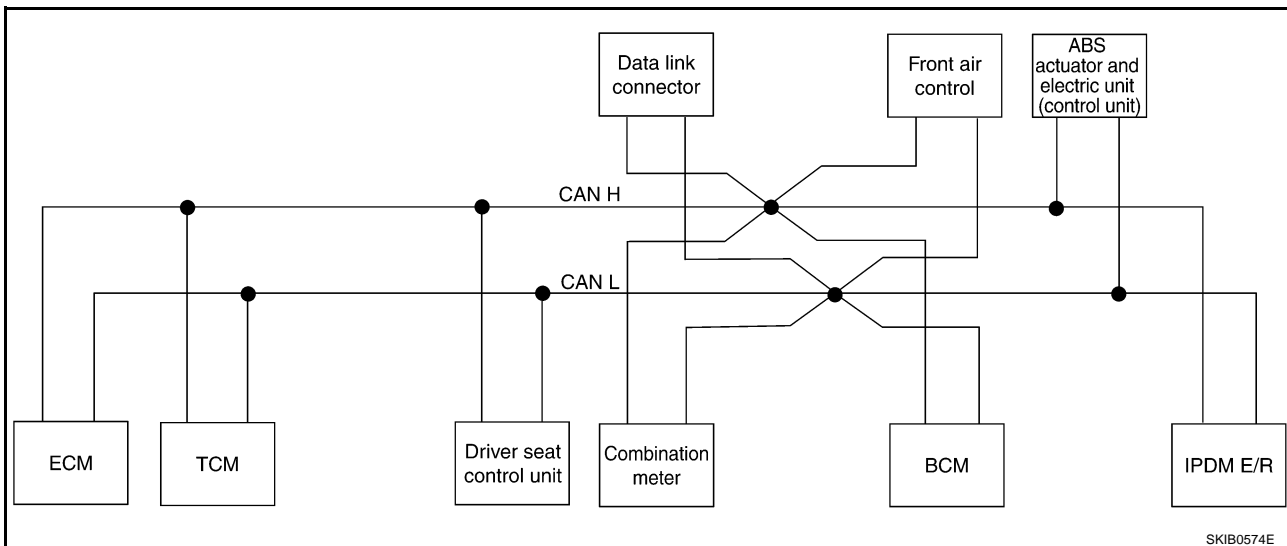 Data link
connector
Front air
control
ABS
actuator and
electric unit
(control unit)
CAN H
CAN L
ECM
TCM
Driver seat
control unit
Combination
meter
BCM
IPDM E/R
SKIB0574E